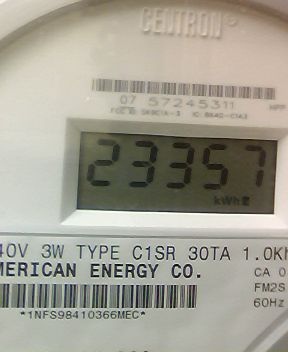 CENTRON®
07 57245311
23357
kWh
40V 3W TYPE C1SR 30TA 1.0Kh
MERICAN ENERGY CO.
CA 0
FM2S
60Hz
*1NFS98410366MEC*